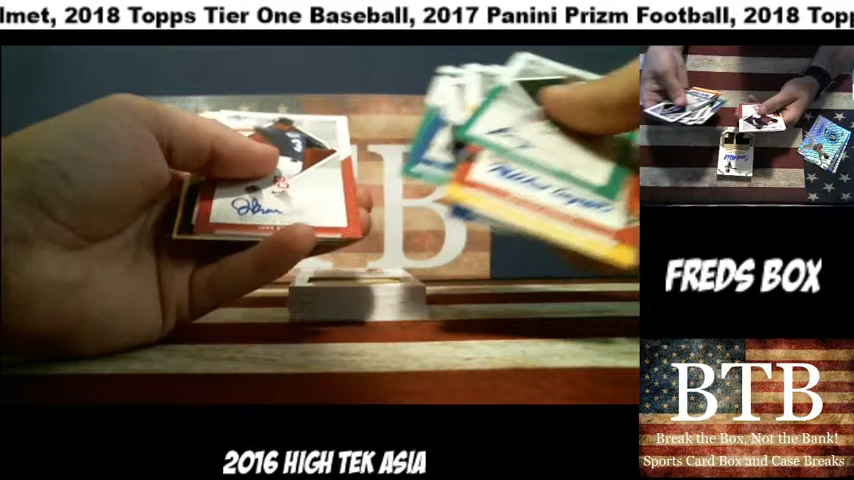 lmet, 2018 Topps Tier One Baseball, 2017 Panini Prizm Football, 2018 Topp
BTB
FREDS BOX
BTB
Break the Box, Not the Bank!
Sports Card Box and Case Breaks
2016 HIGH TEK ASIA